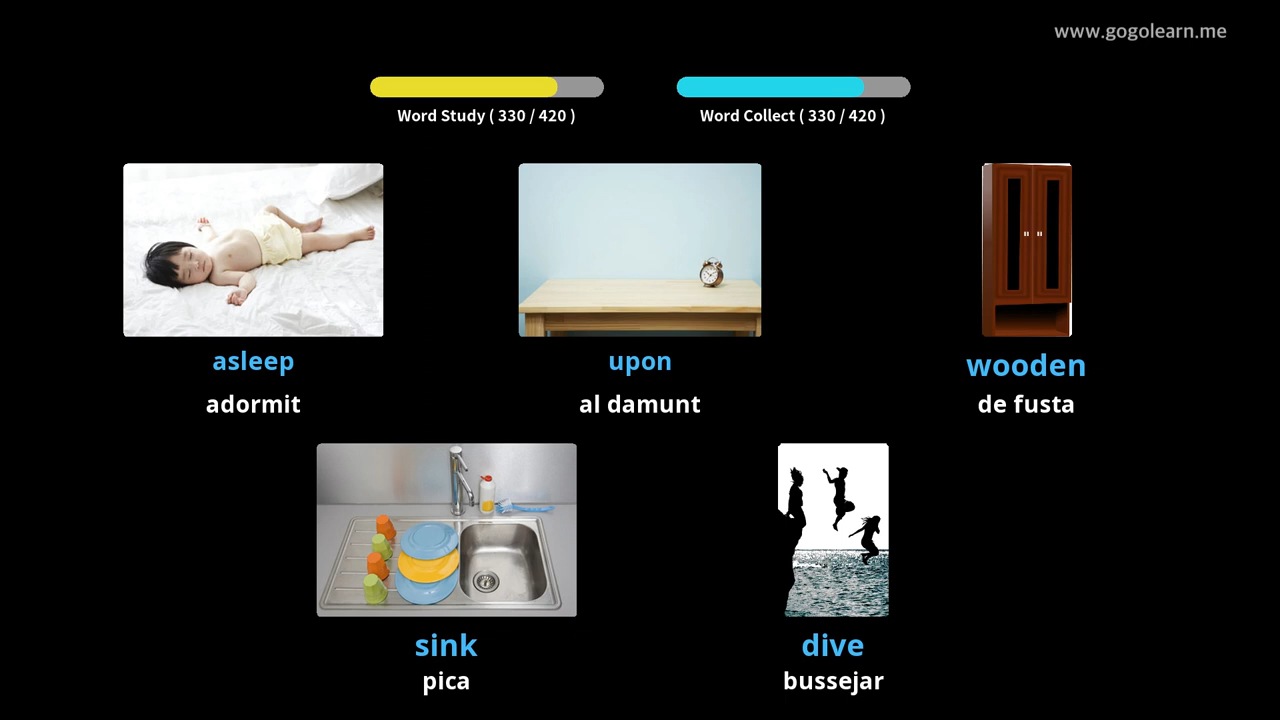 www.gogolearn.me
Word Study ( 330 / 420 )
Word Collect ( 330 / 420 )
asleep
upon
wooden
adormit
al damunt
de fusta
sink
dive
pica
bussejar